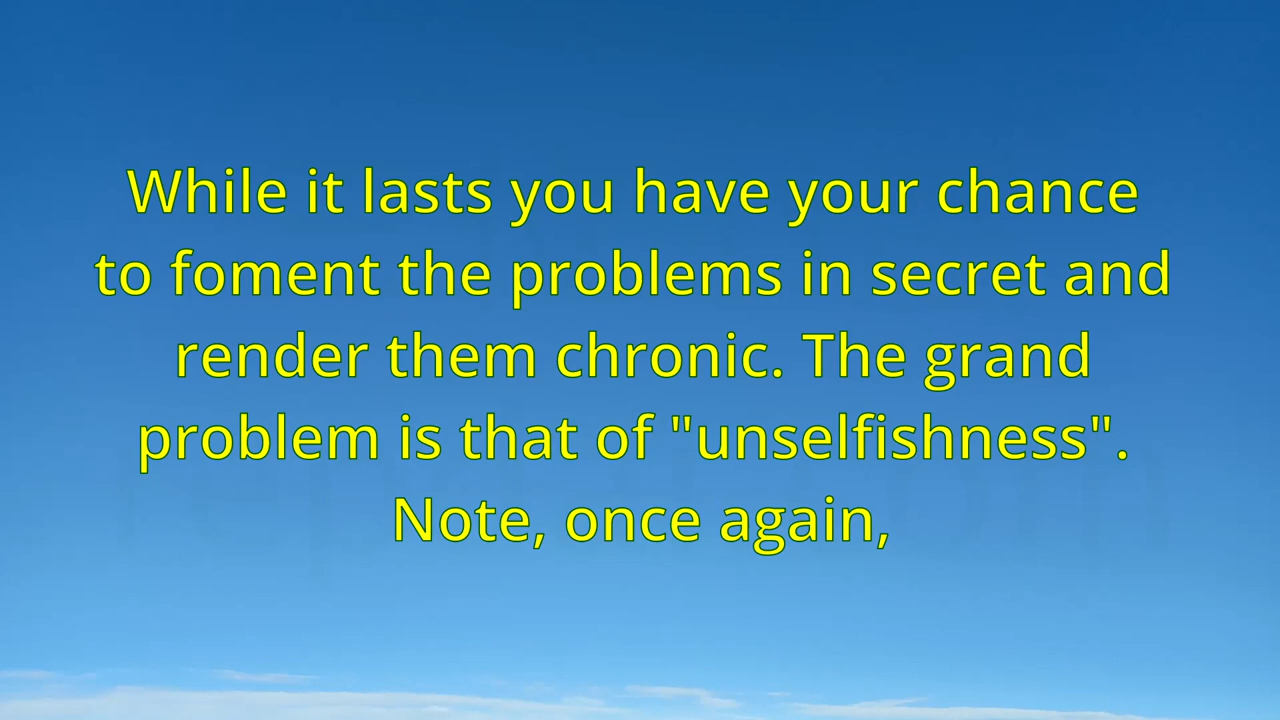 While it lasts you have your chance
to foment the problems in secret and
render them chronic. The grand
problem is that of "unselfishness".
Note, once again,